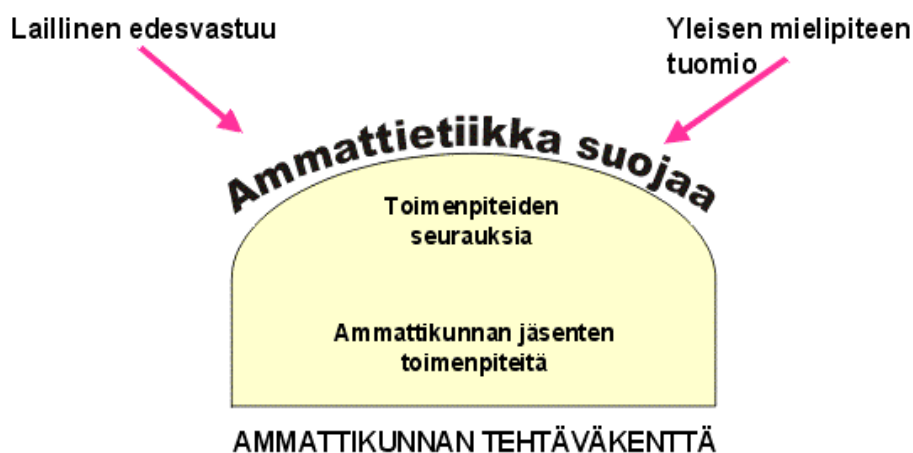 Laillinen edesvastuu
Yleisen mielipiteen
tuomio
Ammattietiikka suojaa
Toimenpiteiden
seurauksia
Ammattikunnan jäsenten
toimenpiteitä
AMMATTIKUNNAN TEHTÄVÄKENTTÄ